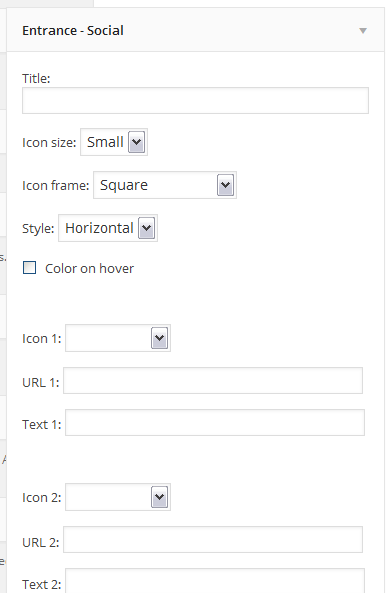 Entrance - Social
Title:
Icon size: Small
Icon frame: Square
s.
Style: Horizontal
Color on hover
Icon 1:
URL 1:
Text 1:
A
Icon 2:
URL 2:
Text 2: